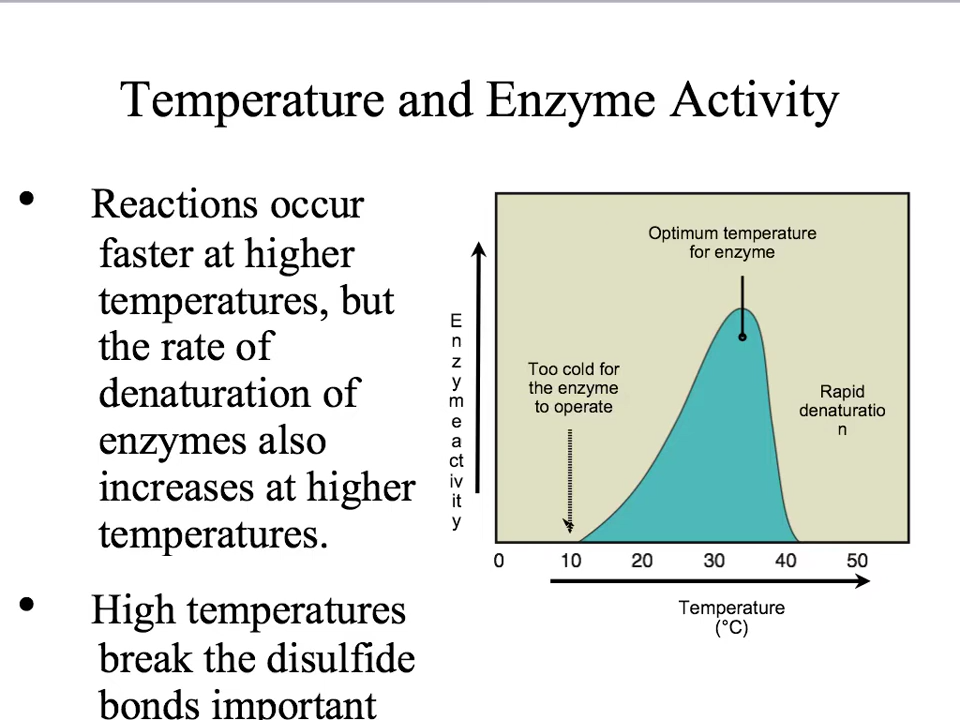 Temperature and Enzyme Activity
• Reactions occur
faster at higher
temperatures, but
the rate of
denaturation of
enzymes also
increases at higher
temperatures.
• High temperatures
break the disulfide
bonds important
Optimum temperature
for enzyme
Too cold for
the enzyme
to operate
Rapid
denaturatio
n
E
n
z
y
m
e
a
ct
iv
it
y
0 10 20 30 40 50
Temperature
(°C)